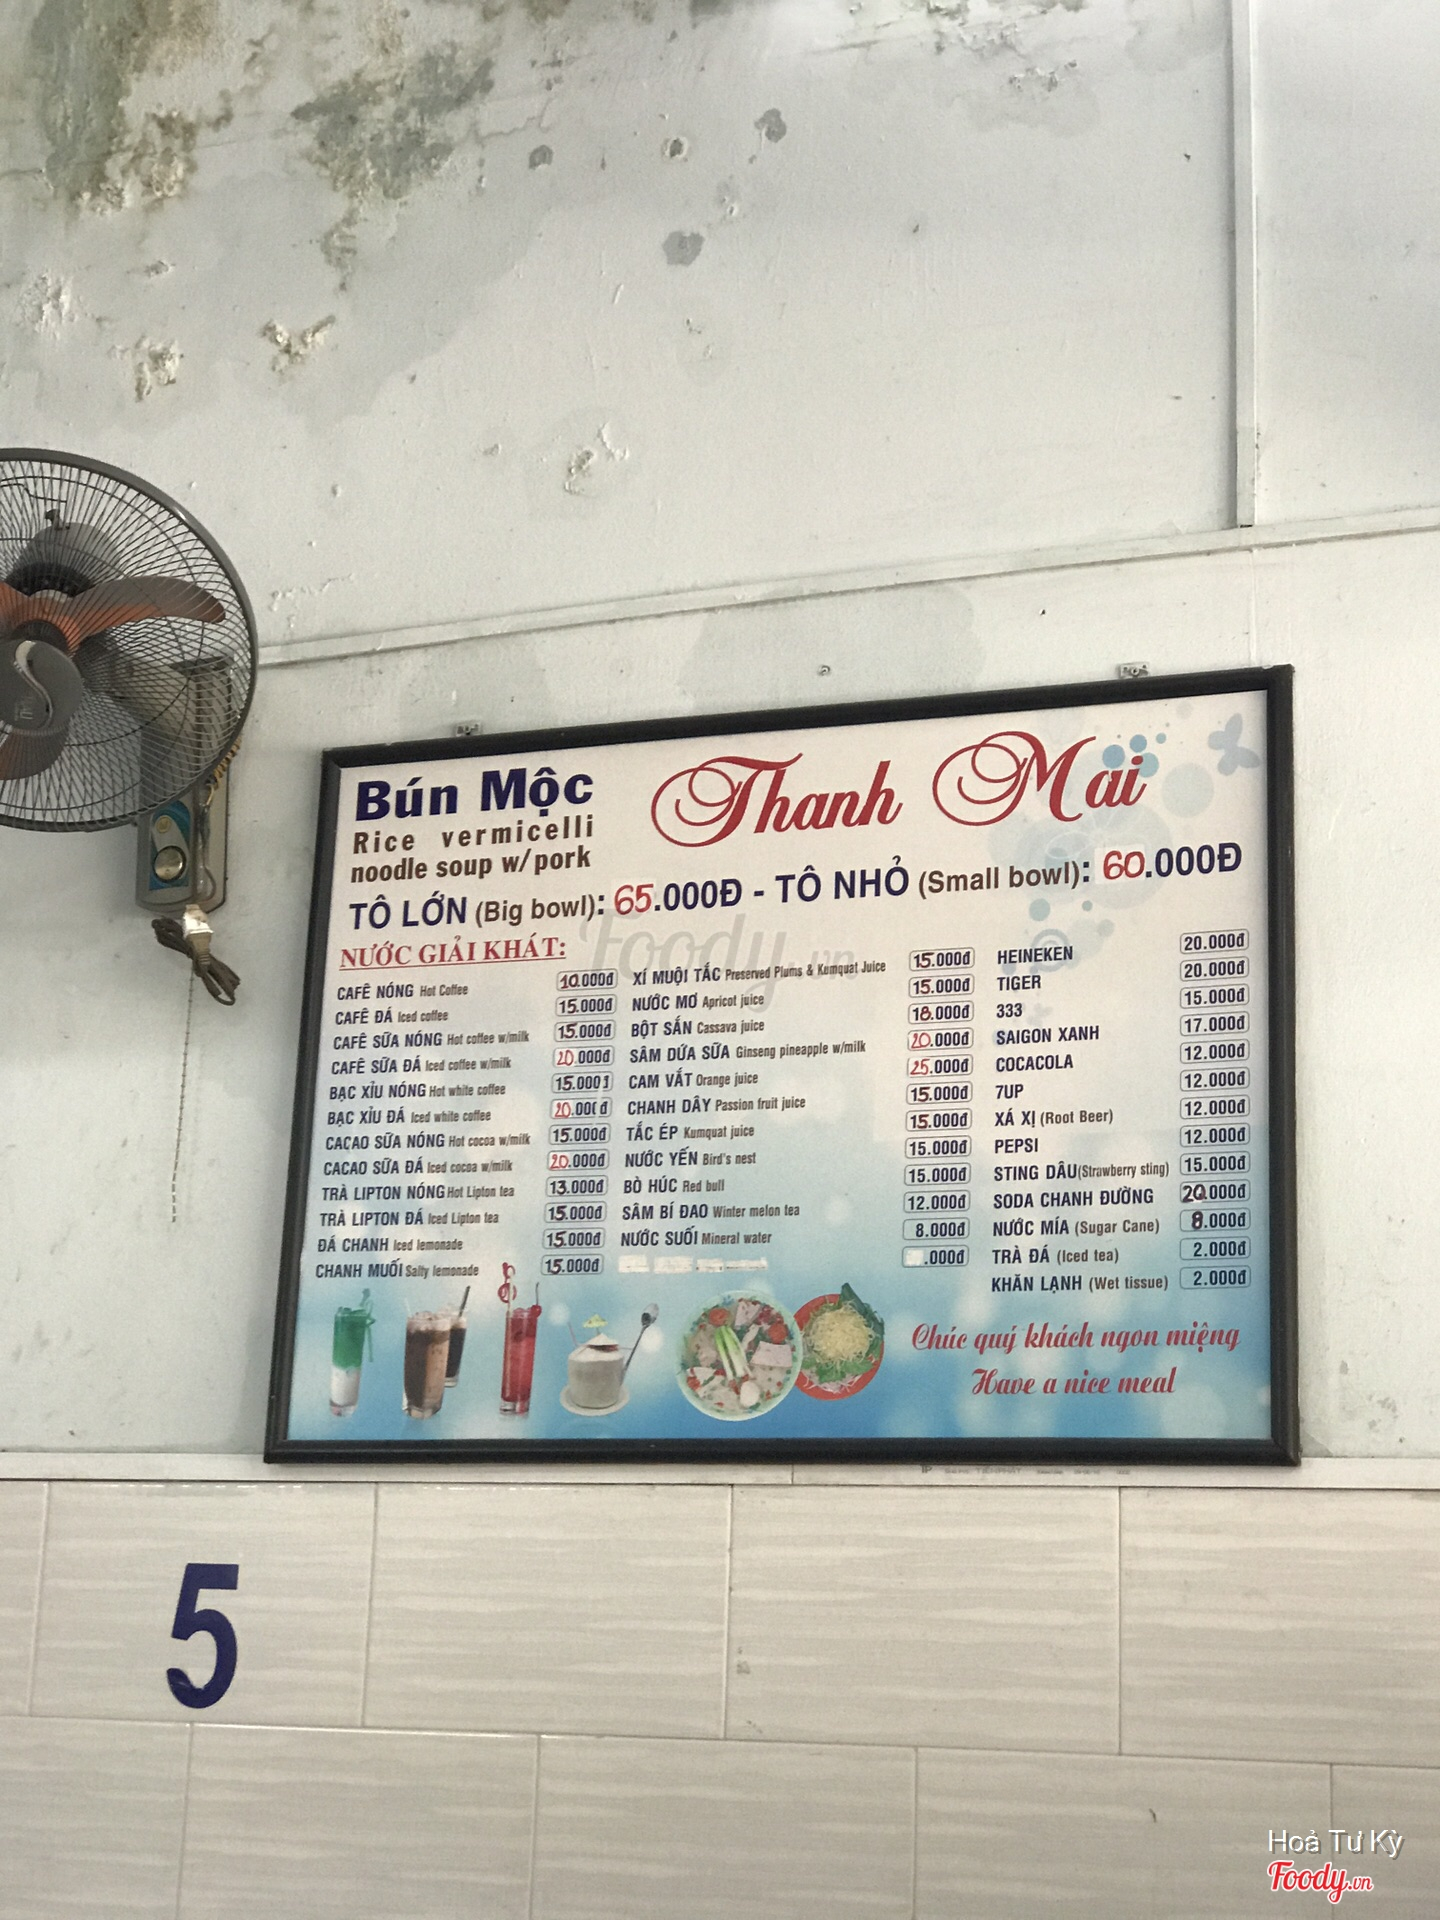 Bún Mộc
Rice vermicelli
noodle soup w/pork
Thanh Mai
TÔ LỚN (Big bowl): 65.000Đ - TÔ NHỎ (Small bowl): 60.000Đ
NƯỚC GIẢI KHÁT:
CAFÊ NÓNG Hot Coffee 10.000đ
CAFÊ ĐÁ Iced coffee 15.000đ
CAFÊ SỮA NÓNG Hot coffee w/milk 15.000đ
CAFÊ SỮA ĐÁ Iced coffee w/milk 20.000đ
BẠC XỈU NÓNG Hot white coffee 15.000đ
BẠC XỈU ĐÁ Iced white coffee 20.000đ
CACAO SỮA NÓNG Hot cocoa w/milk 15.000đ
CACAO SỮA ĐÁ Iced cocoa w/milk 20.000đ
TRÀ LIPTON NÓNG Hot Lipton tea 13.000đ
TRÀ LIPTON ĐÁ Iced Lipton tea 15.000đ
ĐÁ CHANH Iced lemonade 15.000đ
CHANH MUỐI Salty lemonade 15.000đ
XÍ MUỘI TẮC Preserved Plums & Kumquat Juice 15.000đ
NƯỚC MƠ Apricot juice 15.000đ
BỘT SẮN Cassava juice 18.000đ
SÂM DỨA SỮA Ginseng pineapple w/milk 20.000đ
CAM VẮT Orange juice 25.000đ
CHANH DÂY Passion fruit juice 15.000đ
TẮC ÉP Kumquat juice 15.000đ
NƯỚC YẾN Bird's nest 15.000đ
BÒ HÚC Red bull 15.000đ
SÂM BÍ ĐAO Winter melon tea 12.000đ
NƯỚC SUỐI Mineral water 8.000đ
.000đ
HEINEKEN 20.000đ
TIGER 20.000đ
333 15.000đ
SAIGON XANH 17.000đ
COCACOLA 12.000đ
7UP 12.000đ
XÁ XỊ (Root Beer) 12.000đ
PEPSI 12.000đ
STING DÂU(Strawberry sting) 15.000đ
SODA CHANH ĐƯỜNG 20.000đ
NƯỚC MÍA (Sugar Cane) 8.000đ
TRÀ ĐÁ (Iced tea) 2.000đ
KHĂN LẠNH (Wet tissue) 2.000đ
Chúc quý khách ngon miệng
Have a nice meal
Foody.vn
5
Hoả Tư Kỳ
Foody.vn